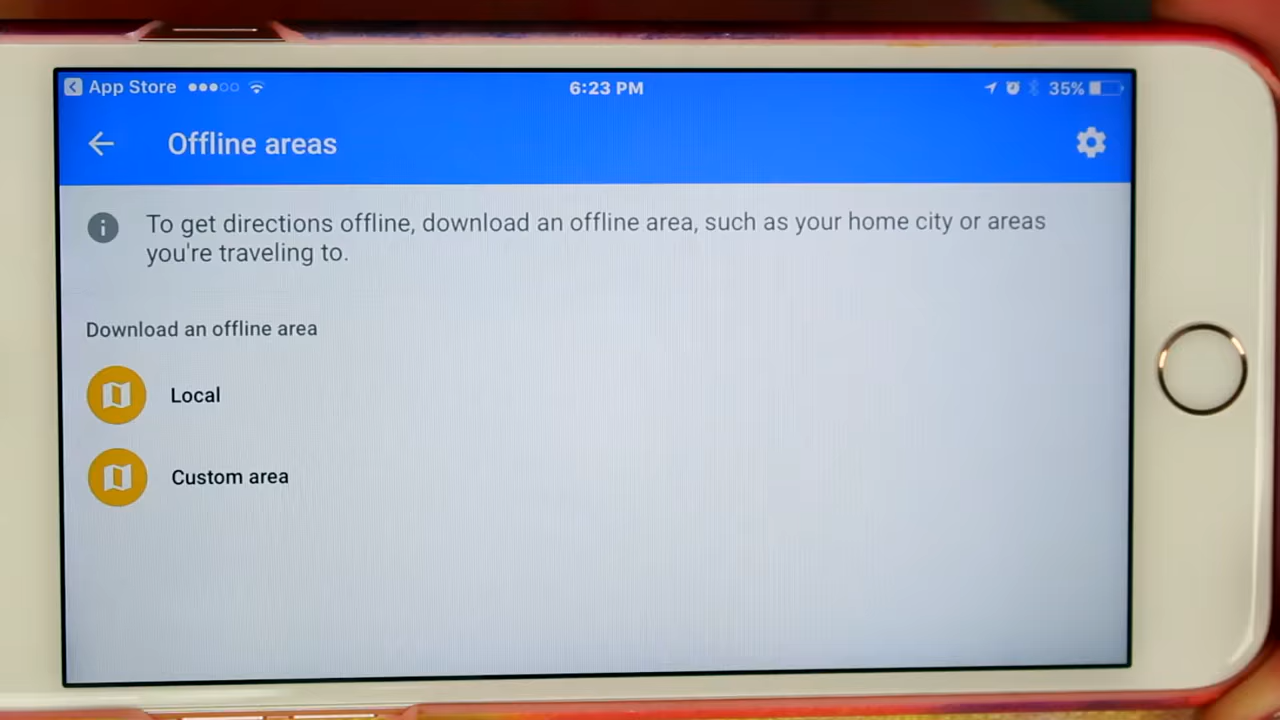 App Store 6:23 PM 35%
Offline areas
To get directions offline, download an offline area, such as your home city or areas
you're traveling to.
Download an offline area
Local
Custom area